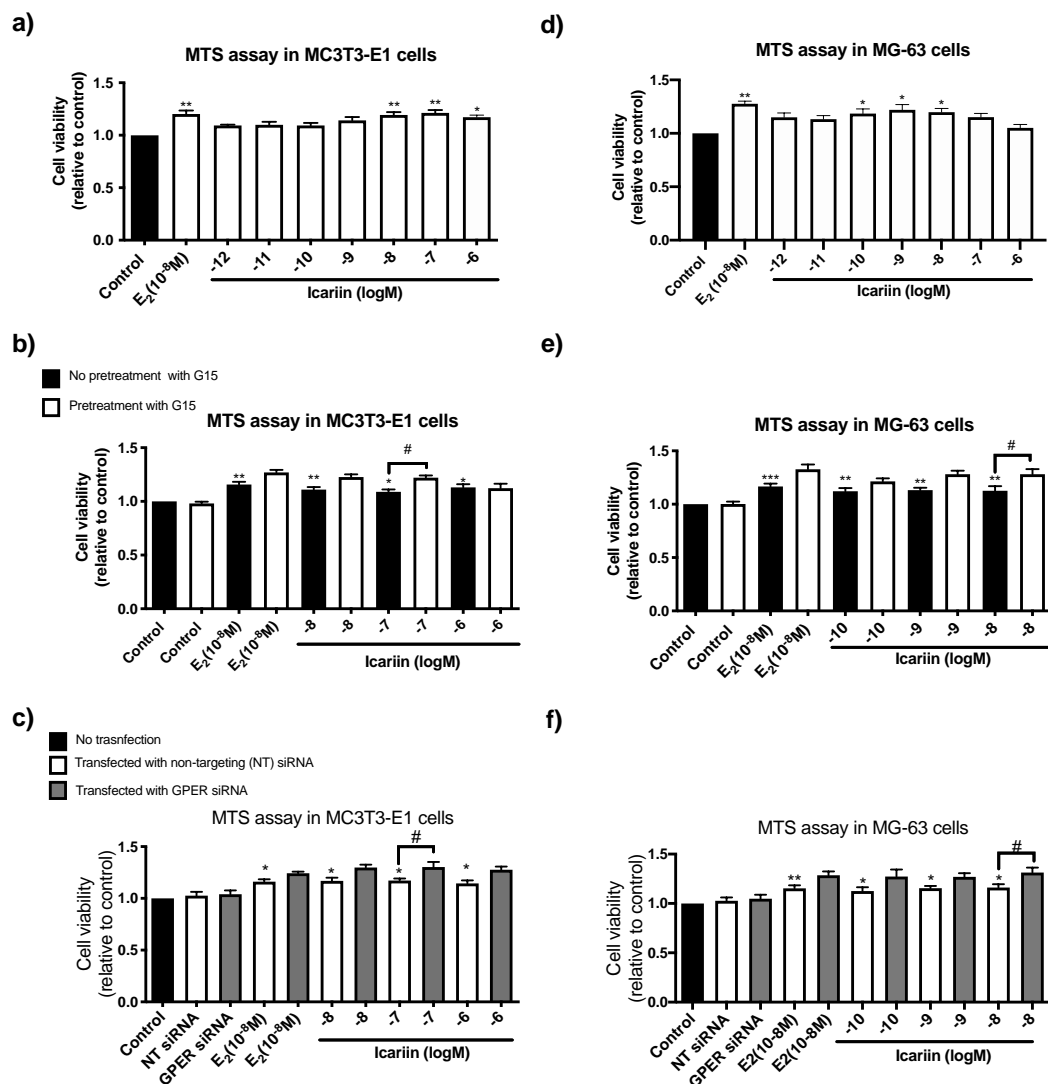 a)
MTS assay in MC3T3-E1 cells
Cell viability
(relative to control)
1.5
1.0
0.5
0.0
**
**
**
*
Control
E₂(10⁻⁸M)
-12
-11
-10
-9
-8
-7
-6
Icariin (logM)
d)
MTS assay in MG-63 cells
Cell viability
(relative to control)
1.5
1.0
0.5
0.0
**
*
*
*
Control
E₂(10⁻⁸M)
-12
-11
-10
-9
-8
-7
-6
Icariin (logM)
b)
No pretreatment with G15
Pretreatment with G15
MTS assay in MC3T3-E1 cells
Cell viability
(relative to control)
1.5
1.0
0.5
0.0
**
**
*
#
*
Control
Control
E₂(10⁻⁸M)
E₂(10⁻⁸M)
-8
-8
-7
-7
-6
-6
Icariin (logM)
e)
MTS assay in MG-63 cells
Cell viability
(relative to control)
1.5
1.0
0.5
0.0
***
**
**
**
#
Control
Control
E₂(10⁻⁸M)
E₂(10⁻⁸M)
-10
-10
-9
-9
-8
-8
Icariin (logM)
c)
No trasnfection
Transfected with non-targeting (NT) siRNA
Transfected with GPER siRNA
MTS assay in MC3T3-E1 cells
Cell viability
(relative to control)
1.5
1.0
0.5
0.0
*
*
*
#
*
Control
NT siRNA
GPER siRNA
E₂(10⁻⁸M)
E₂(10⁻⁸M)
-8
-8
-7
-7
-6
-6
Icariin (logM)
f)
MTS assay in MG-63 cells
Cell viability
(relative to control)
1.5
1.0
0.5
0.0
**
*
*
*
#
Control
NT siRNA
GPER siRNA
E2(10-8M)
E2(10-8M)
-10
-10
-9
-9
-8
-8
Icariin (logM)